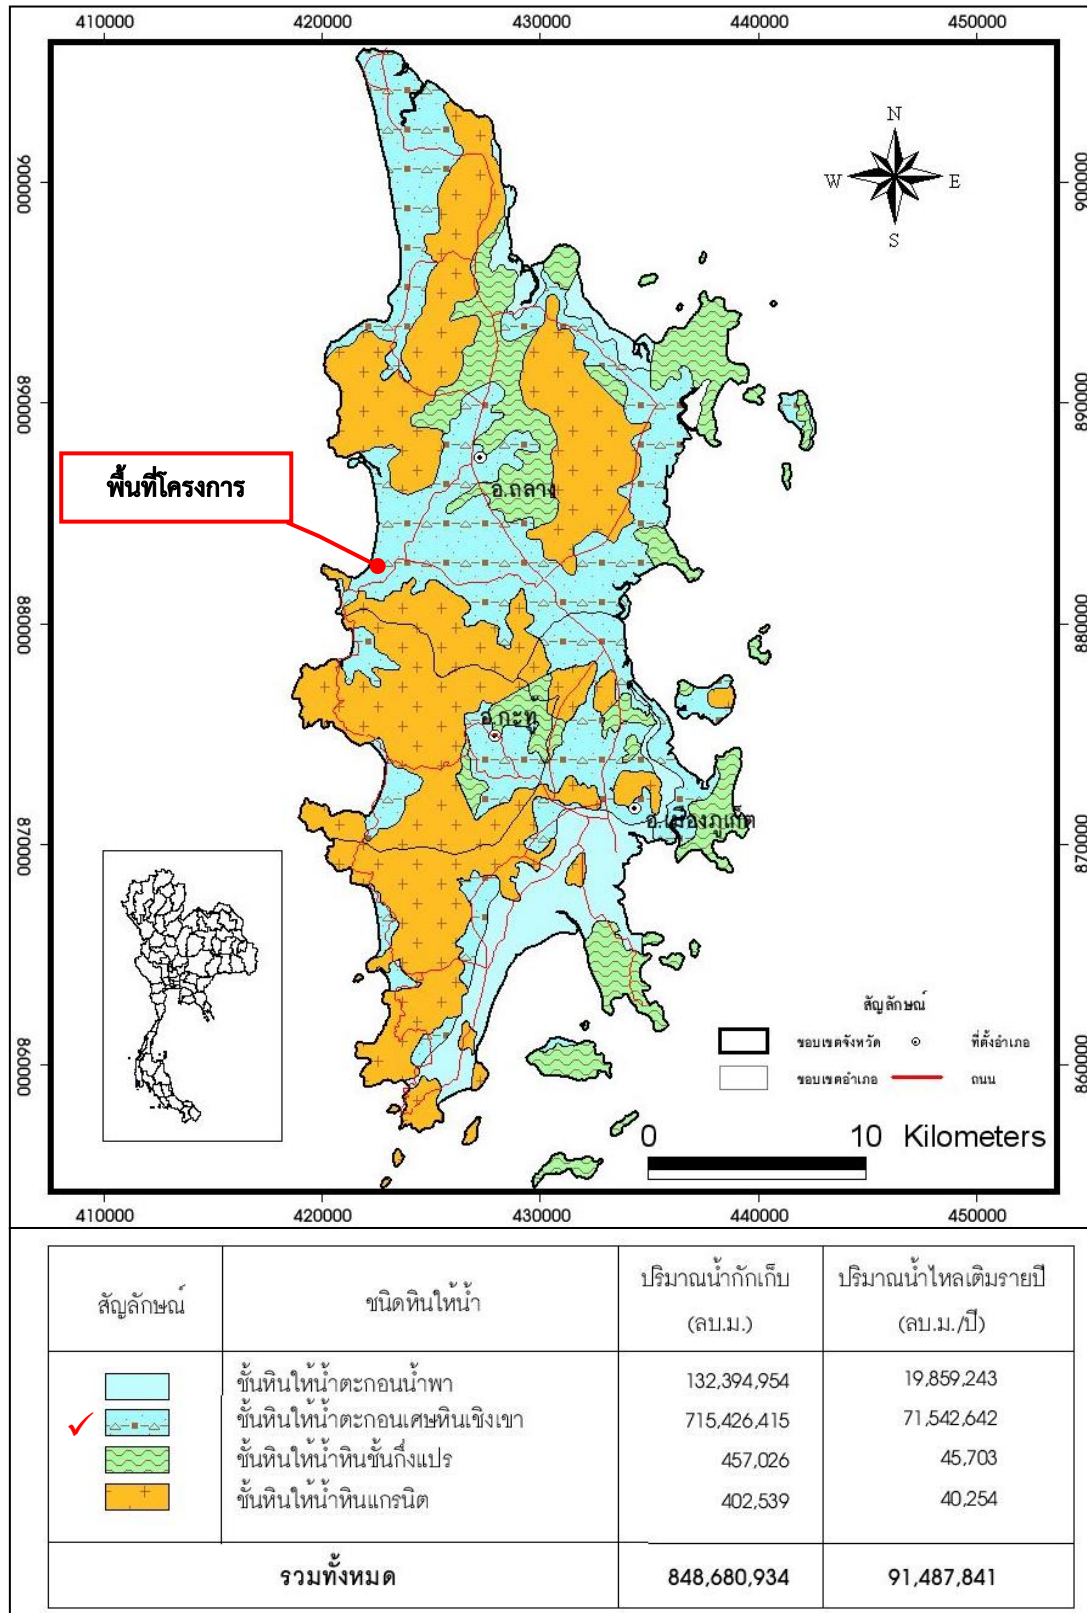 410000 420000 430000 440000 450000
N
W E
S
900000 900000
890000 890000
880000 880000
870000 870000
860000 860000
พื้นที่โครงการ
อ.ถลาง
อ.กะทู้
อ.เมืองภูเก็ต
สัญลักษณ์
ขอบเขตจังหวัด ที่ตั้งอำเภอ
ขอบเขตอำเภอ ถนน
0 10 Kilometers
410000 420000 430000 440000 450000
สัญลักษณ์ ชนิดหินให้น้ำ ปริมาณน้ำกักเก็บ ปริมาณน้ำไหลเติมรายปี
(ลบ.ม.) (ลบ.ม./ปี)
ชั้นหินให้น้ำตะกอนน้ำพา 132,394,954 19,859,243
ชั้นหินให้น้ำตะกอนเศษหินเชิงเขา 715,426,415 71,542,642
ชั้นหินให้น้ำหินชั้นกึ่งแปร 457,026 45,703
ชั้นหินให้น้ำหินแกรนิต 402,539 40,254
รวมทั้งหมด 848,680,934 91,487,841